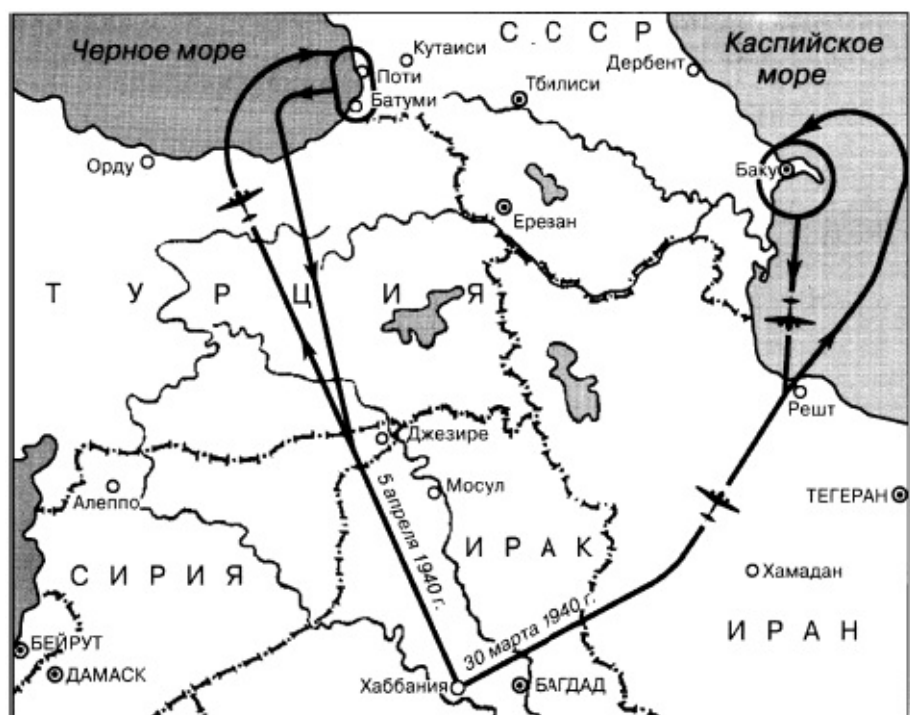 Черное море
С С С Р
Каспийское
море
Кутаиси
Поти
Батуми
Дербент
Тбилиси
Орду
Баку
Ерезан
Т У Р Ц И Я
Решт
Джезире
Алеппо
Мосул
ТЕГЕРАН
5 апреля 1940 г.
И Р А К
С И Р И Я
Хамадан
30 марта 1940 г.
И Р А Н
БЕЙРУТ
ДАМАСК
Хаббания
БАГДАД